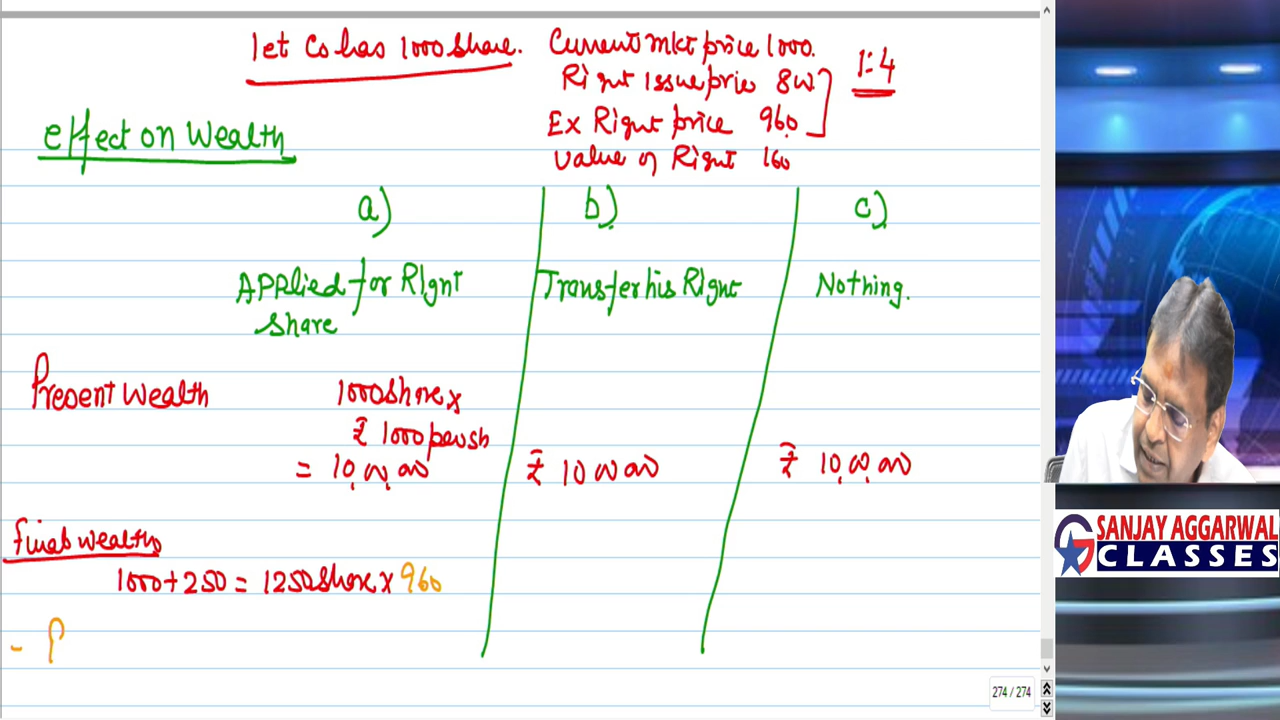 let Co has 1000 share. Current mkt price 1000.
Right issue price 800
1:4
Ex Right price 960
Value of Right 160
Effect on Wealth
a) b) c)
Applied for Right Transfer his Right Nothing.
share
Present Wealth 1000 share x
₹ 1000 per sh
= 10,00,000 ₹ 10 00 000 ₹ 10,00,000
final wealth
1000+250 = 1250 share x 960
-
SANJAY AGGARWAL
CLASSES
274 / 274